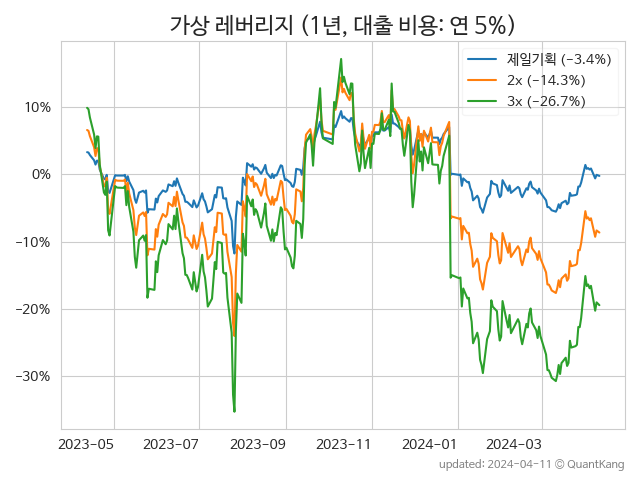 가상 레버리지 (1년, 대출 비용: 연 5%)
제일기획 (−3.4%)
2x (−14.3%)
3x (−26.7%)
10%
0%
−10%
−20%
−30%
2023-05 2023-07 2023-09 2023-11 2024-01 2024-03
updated: 2024-04-11 © QuantKang